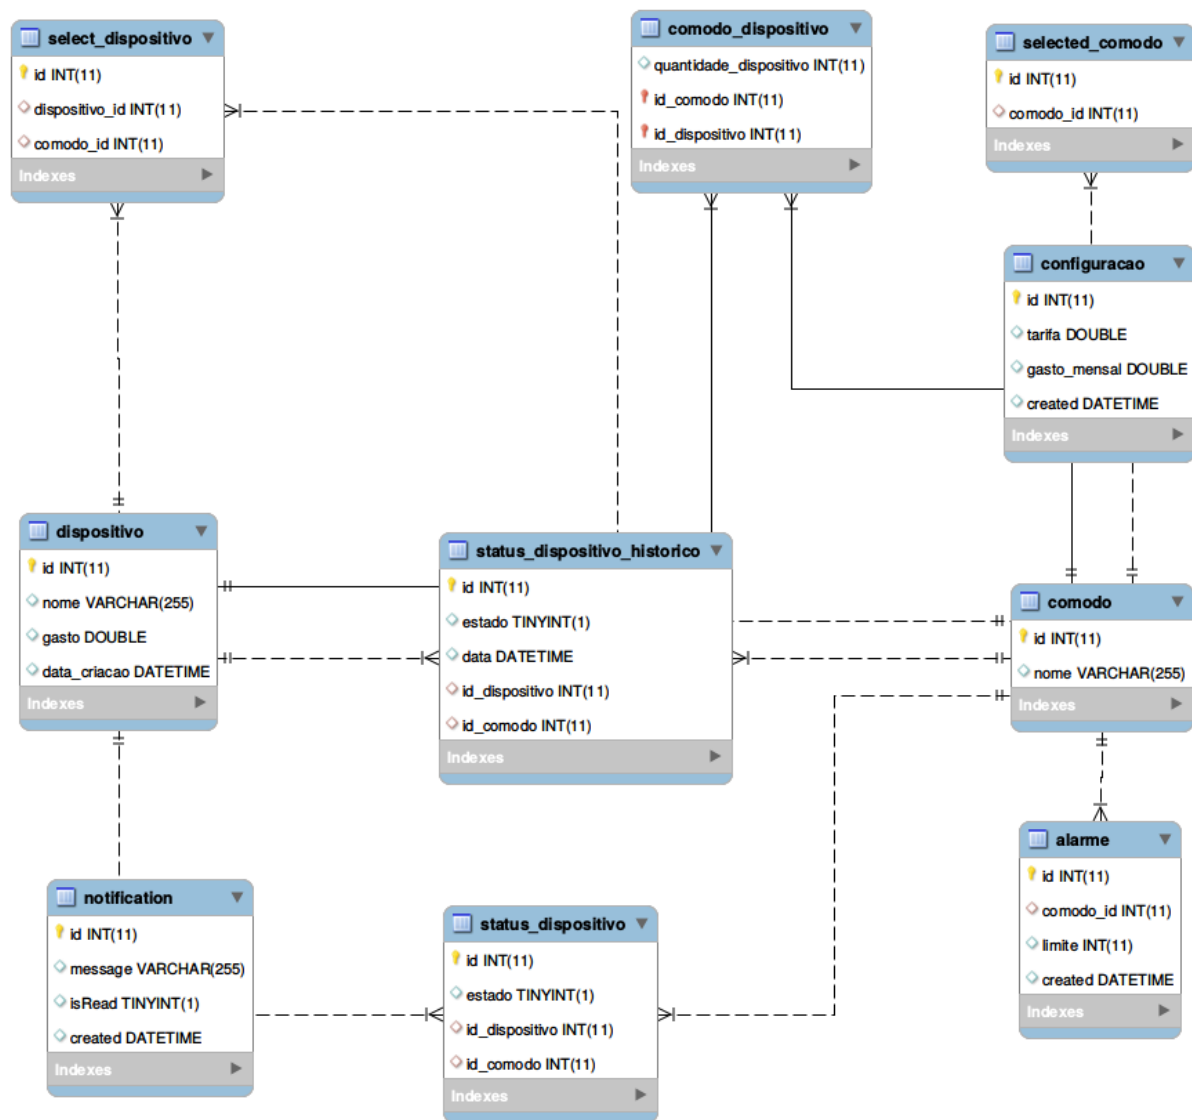 select_dispositivo
id INT(11)
dispositivo_id INT(11)
comodo_id INT(11)
Indexes
comodo_dispositivo
quantidade_dispositivo INT(11)
id_comodo INT(11)
id_dispositivo INT(11)
Indexes
selected_comodo
id INT(11)
comodo_id INT(11)
Indexes
configuracao
id INT(11)
tarifa DOUBLE
gasto_mensal DOUBLE
created DATETIME
Indexes
dispositivo
id INT(11)
nome VARCHAR(255)
gasto DOUBLE
data_criacao DATETIME
Indexes
status_dispositivo_historico
id INT(11)
estado TINYINT(1)
data DATETIME
id_dispositivo INT(11)
id_comodo INT(11)
Indexes
comodo
id INT(11)
nome VARCHAR(255)
Indexes
notification
id INT(11)
message VARCHAR(255)
isRead TINYINT(1)
created DATETIME
Indexes
status_dispositivo
id INT(11)
estado TINYINT(1)
id_dispositivo INT(11)
id_comodo INT(11)
Indexes
alarme
id INT(11)
comodo_id INT(11)
limite INT(11)
created DATETIME
Indexes